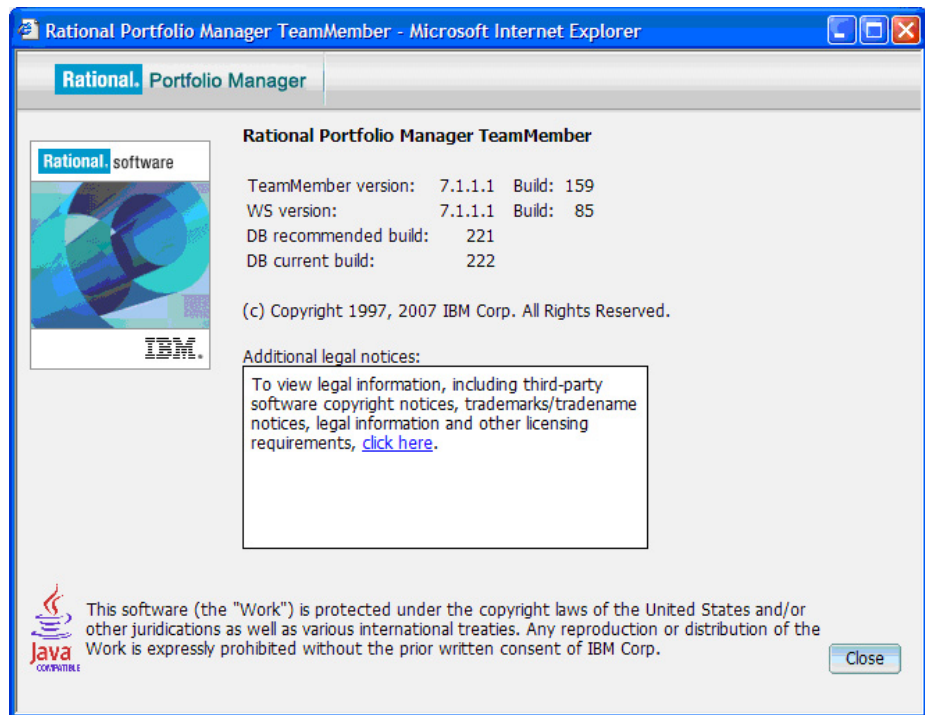 Rational Portfolio Manager TeamMember - Microsoft Internet Explorer
Rational. Portfolio Manager
Rational Portfolio Manager TeamMember
Rational. software
TeamMember version: 7.1.1.1 Build: 159
WS version: 7.1.1.1 Build: 85
DB recommended build: 221
DB current build: 222
(c) Copyright 1997, 2007 IBM Corp. All Rights Reserved.
IBM.
Additional legal notices:
To view legal information, including third-party
software copyright notices, trademarks/tradename
notices, legal information and other licensing
requirements, click here.
This software (the "Work") is protected under the copyright laws of the United States and/or
other juridications as well as various international treaties. Any reproduction or distribution of the
Work is expressly prohibited without the prior written consent of IBM Corp.
Java
COMPATIBLE
Close